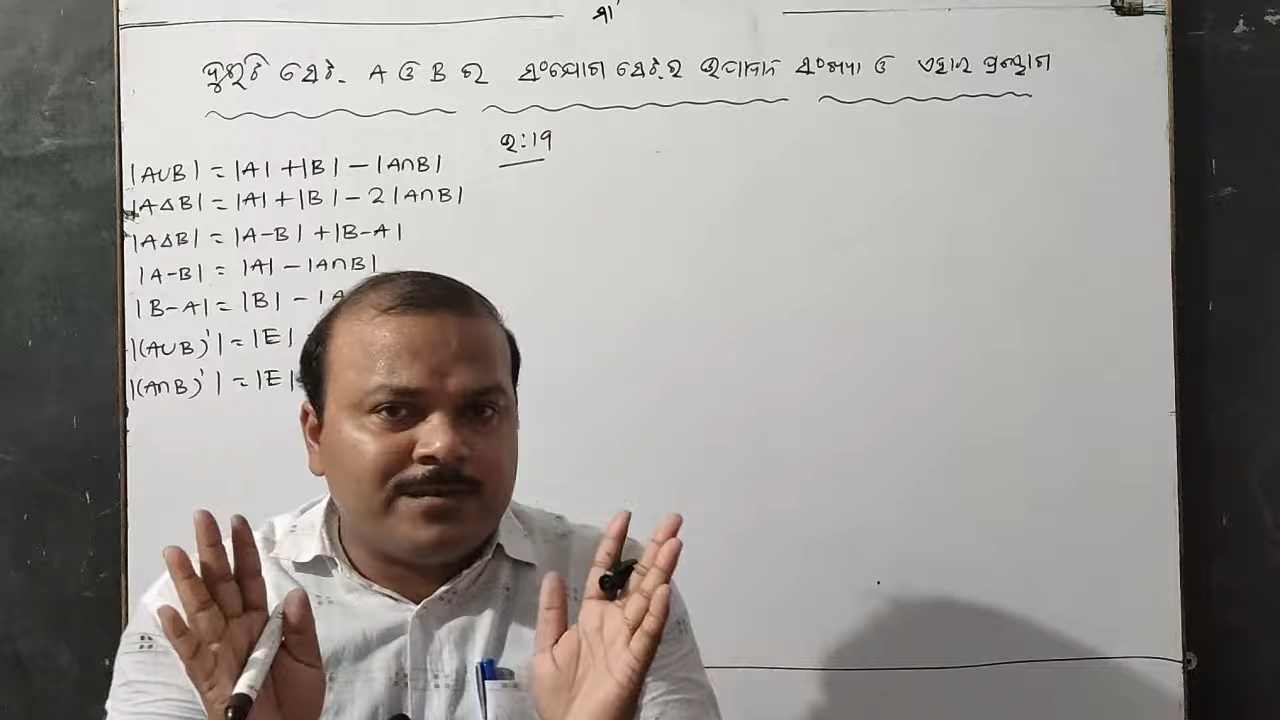 ଦୁଇଟି ସେଟ୍ A ଓ B ର ସଂଯୋଗ ସେଟ୍‌ର ଉପାଦାନ ସଂଖ୍ୟା ଓ ଏହାର ପ୍ରୟୋଗ
ଉ:19
|A∪B| = |A| + |B| - |A∩B|
|A△B| = |A| + |B| - 2|A∩B|
|A△B| = |A-B| + |B-A|
|A-B| = |A| - |A∩B|
|B-A| = |B| - |A
|(A∪B)'| = |E|
|(A∩B)'| = |E|